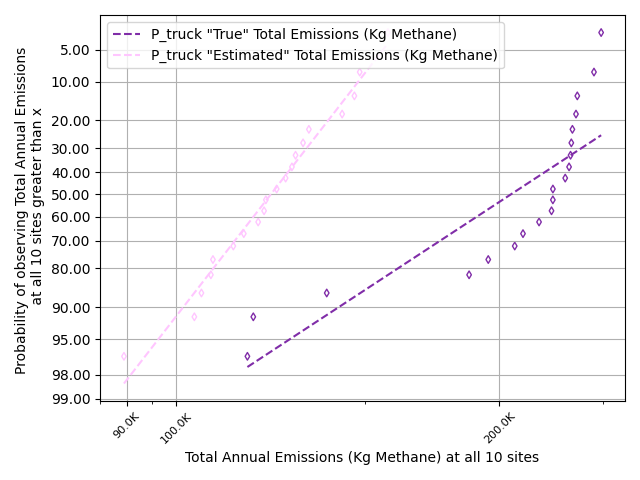 P_truck "True" Total Emissions (Kg Methane)
P_truck "Estimated" Total Emissions (Kg Methane)
Probability of observing Total Annual Emissions
at all 10 sites greater than x
5.00
10.00
20.00
30.00
40.00
50.00
60.00
70.00
80.00
90.00
95.00
98.00
99.00
90.0K
100.0K
200.0K
Total Annual Emissions (Kg Methane) at all 10 sites